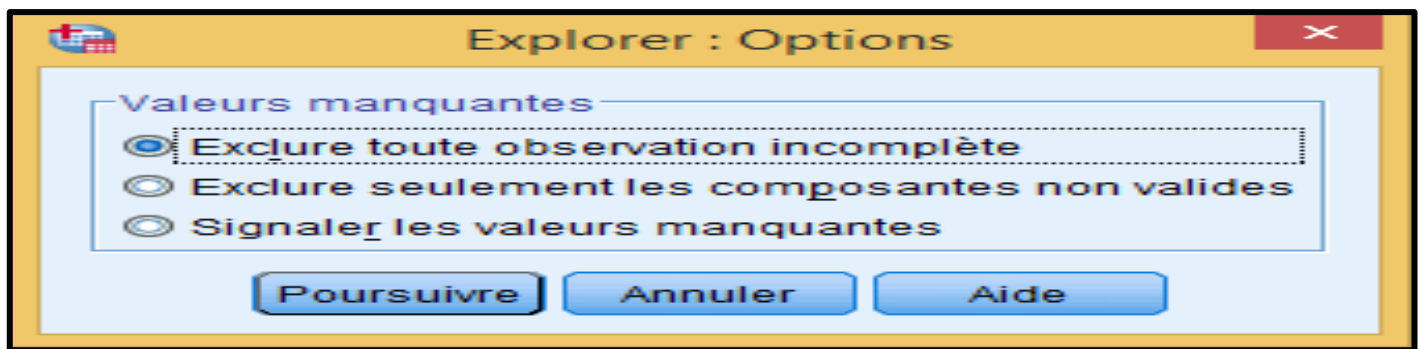 Explorer : Options
Valeurs manquantes
Exclure toute observation incomplète
Exclure seulement les composantes non valides
Signaler les valeurs manquantes
Poursuivre Annuler Aide